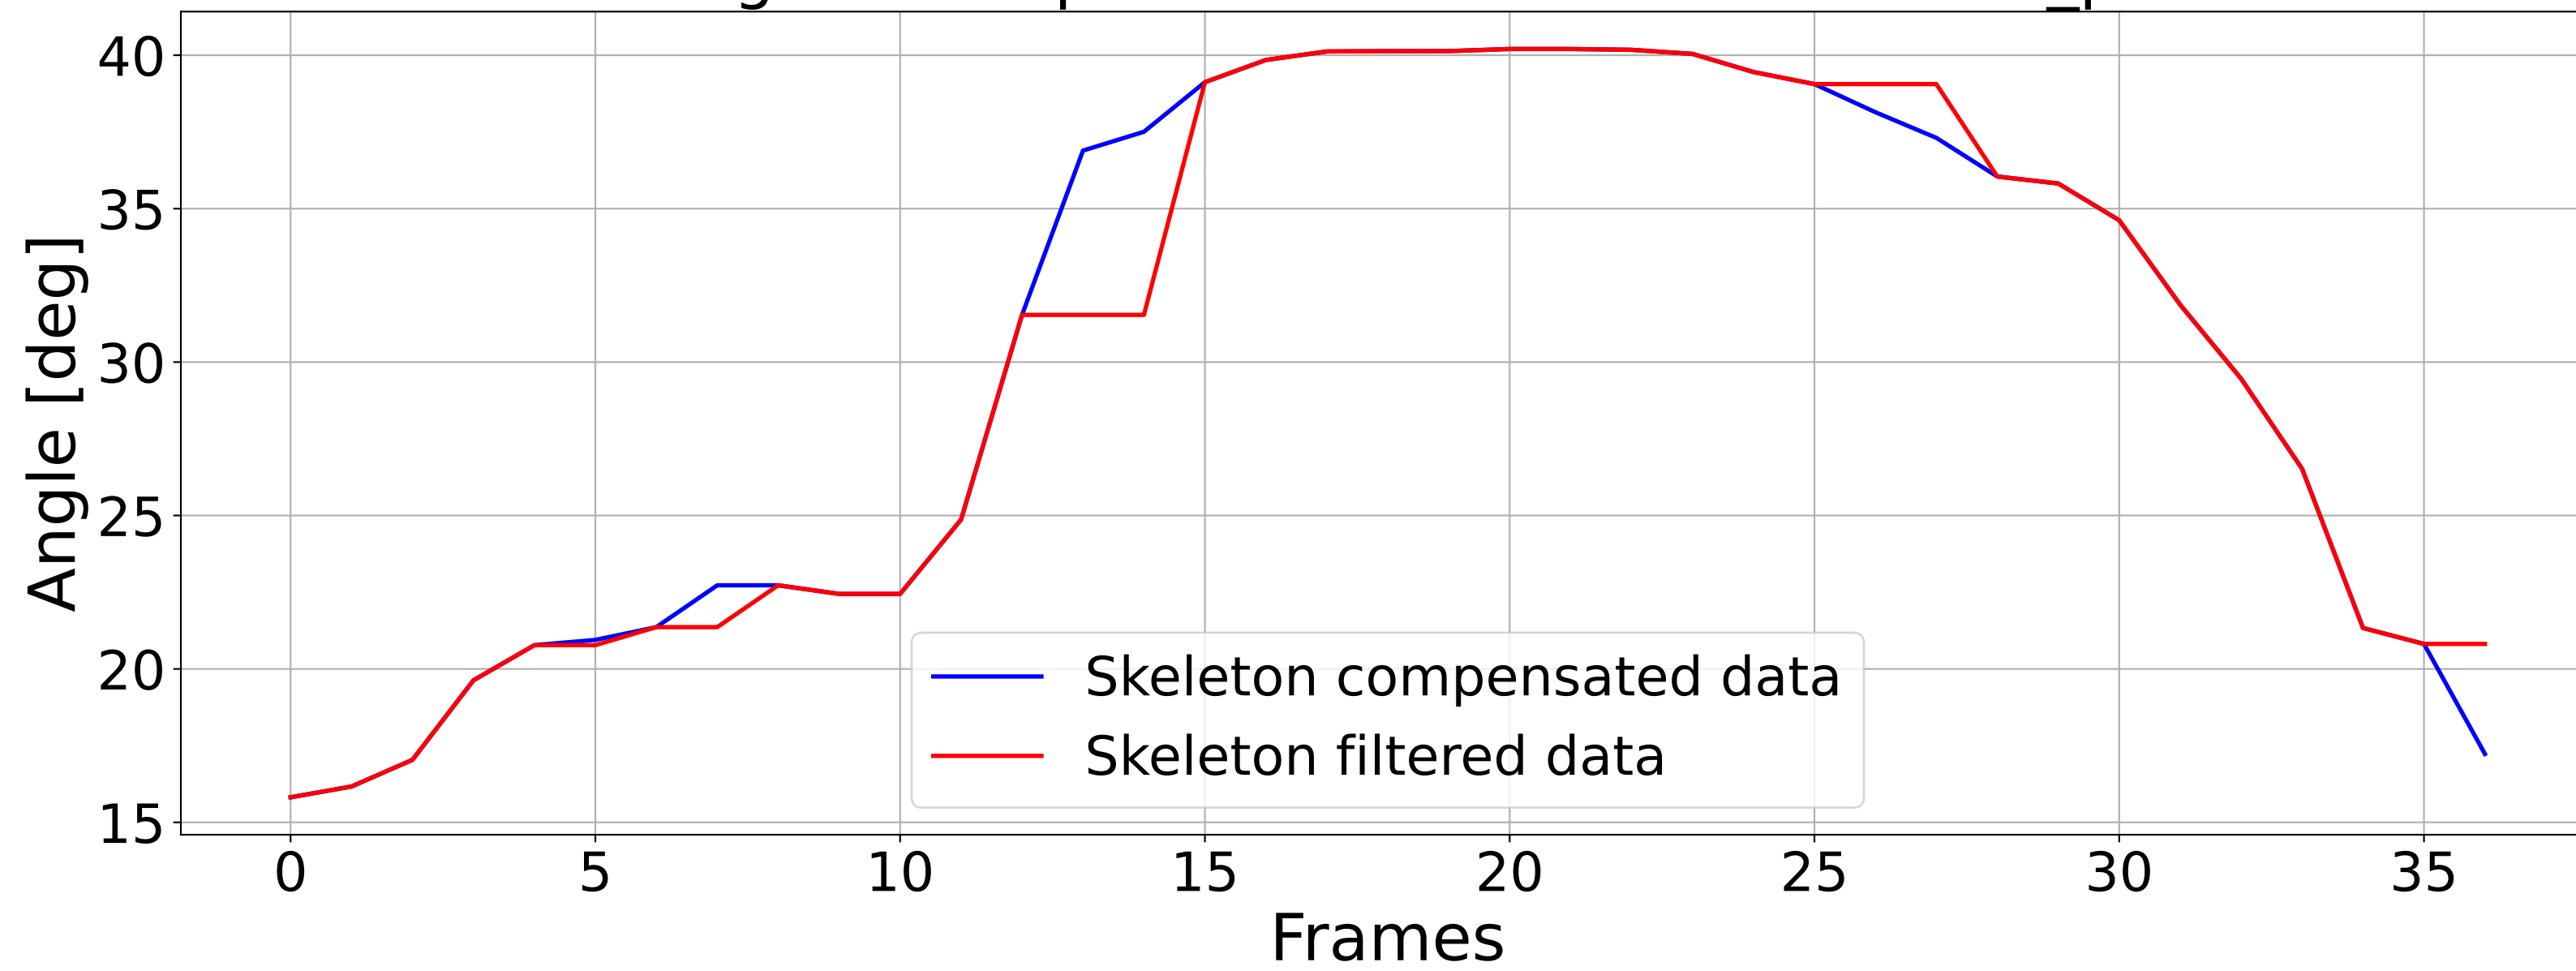 40
35
30
25
20
15
Angle [deg]
Skeleton compensated data
Skeleton filtered data
0 5 10 15 20 25 30 35
Frames